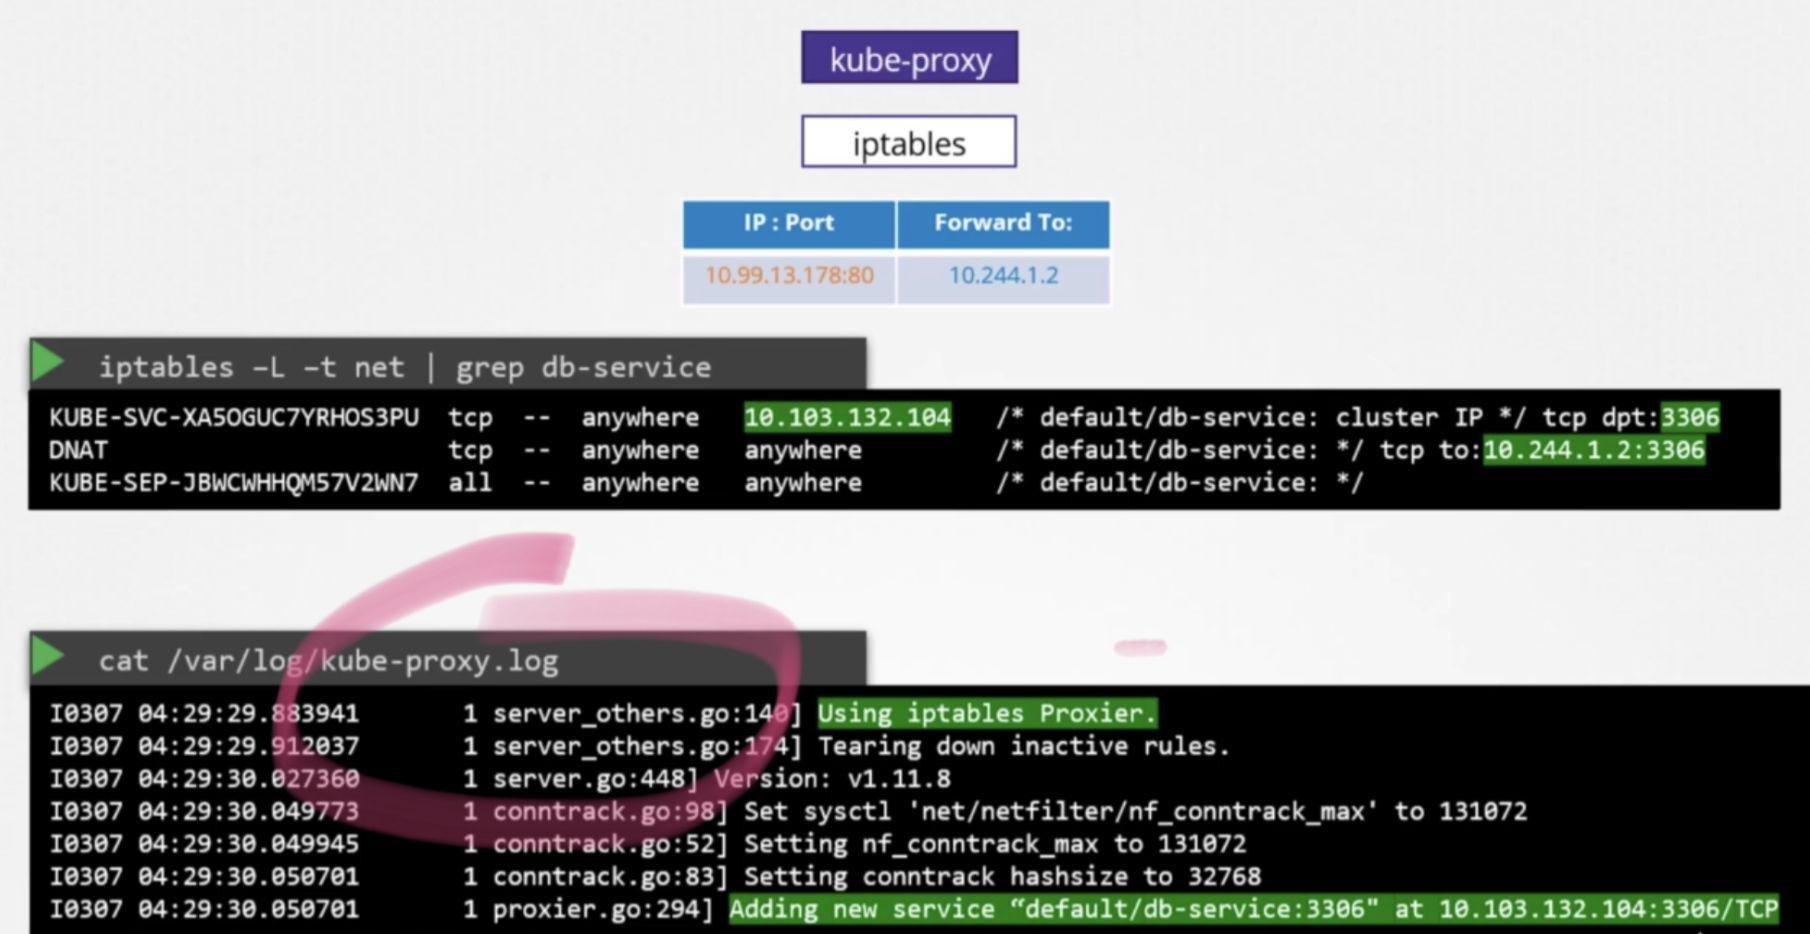 kube-proxy
iptables
IP : Port Forward To:
10.99.13.178:80 10.244.1.2
iptables –L –t net | grep db-service
KUBE-SVC-XA5OGUC7YRHOS3PU tcp -- anywhere 10.103.132.104 /* default/db-service: cluster IP */ tcp dpt:3306
DNAT tcp -- anywhere anywhere /* default/db-service: */ tcp to:10.244.1.2:3306
KUBE-SEP-JBWCWHHQM57V2WN7 all -- anywhere anywhere /* default/db-service: */
cat /var/log/kube-proxy.log
I0307 04:29:29.883941 1 server_others.go:140] Using iptables Proxier.
I0307 04:29:29.912037 1 server_others.go:174] Tearing down inactive rules.
I0307 04:29:30.027360 1 server.go:448] Version: v1.11.8
I0307 04:29:30.049773 1 conntrack.go:98] Set sysctl 'net/netfilter/nf_conntrack_max' to 131072
I0307 04:29:30.049945 1 conntrack.go:52] Setting nf_conntrack_max to 131072
I0307 04:29:30.050701 1 conntrack.go:83] Setting conntrack hashsize to 32768
I0307 04:29:30.050701 1 proxier.go:294] Adding new service “default/db-service:3306" at 10.103.132.104:3306/TCP